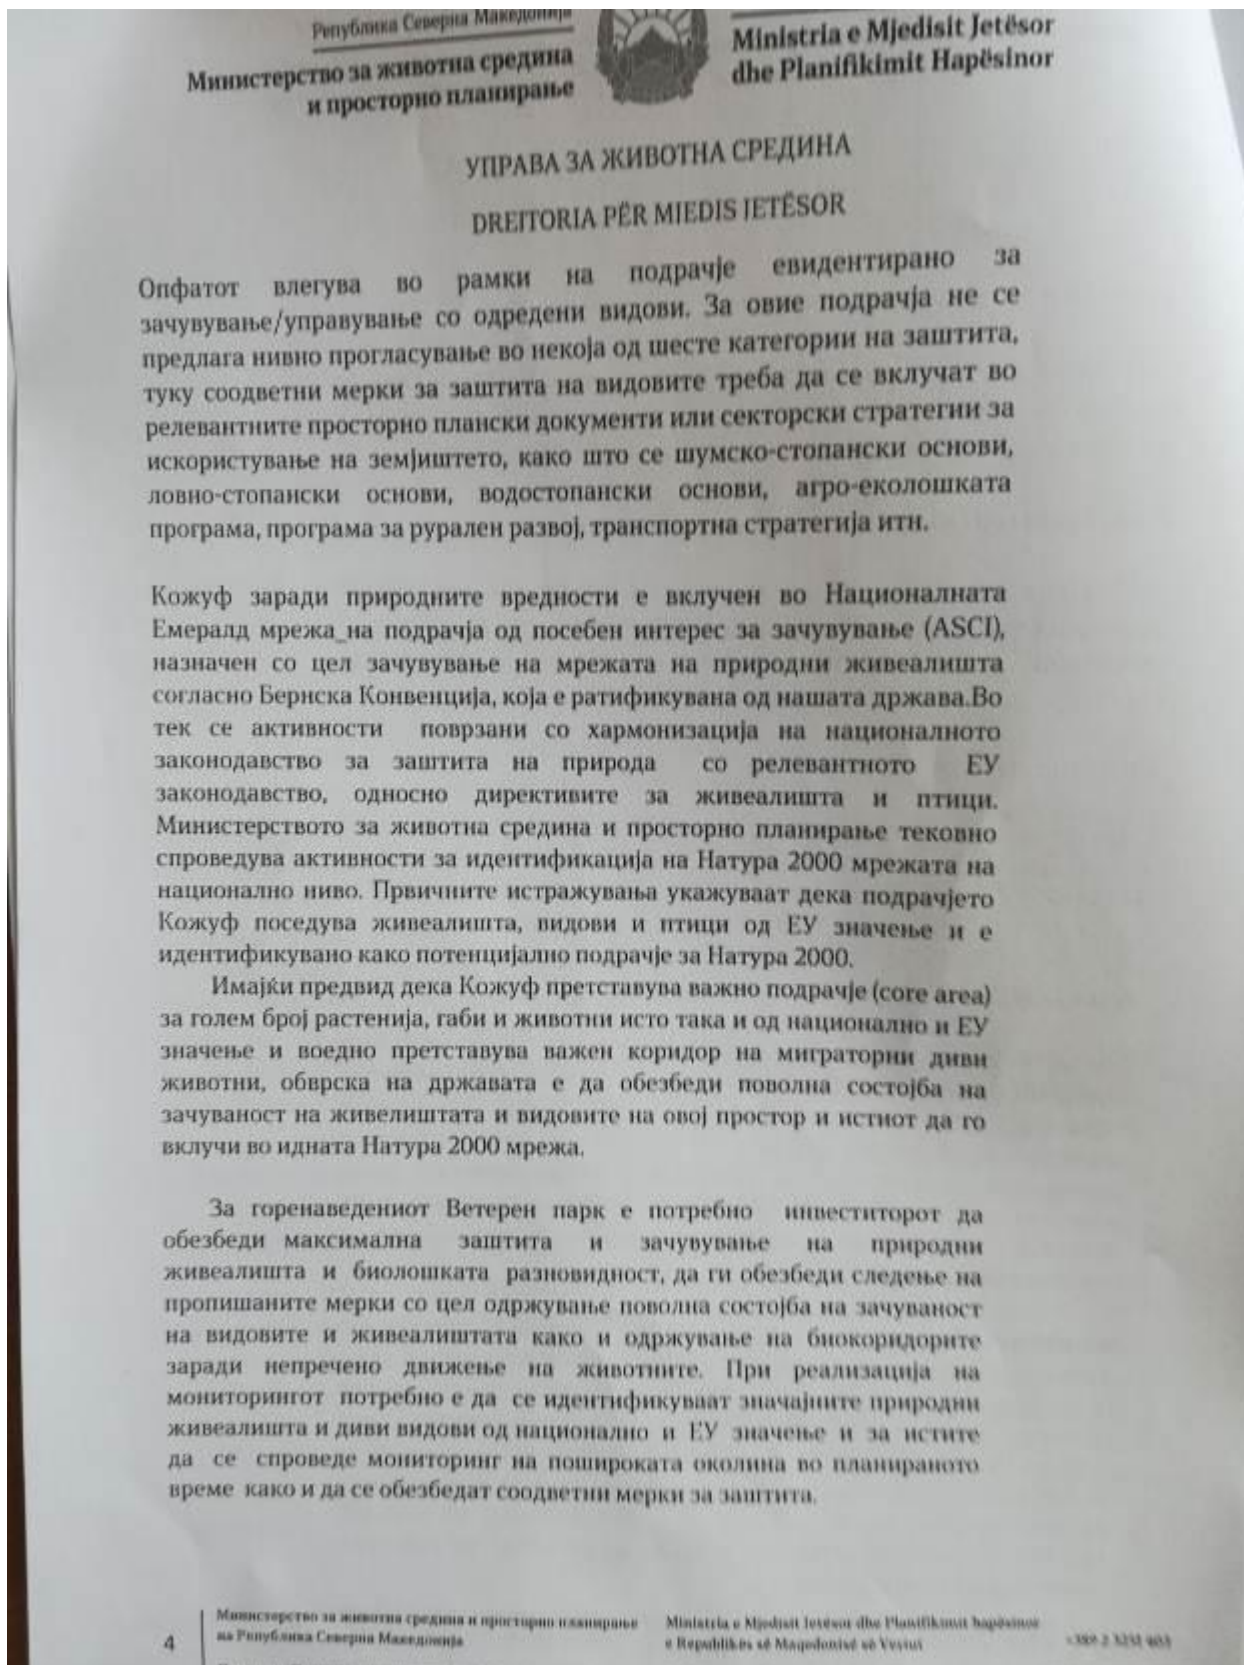 Република Северна Македонија
Министерство за животна средина
и просторно планирање
Ministria e Mjedisit Jetësor
dhe Planifikimit Hapësinor
УПРАВА ЗА ЖИВОТНА СРЕДИНА
DREJTORIA PËR MJEDIS JETËSOR
Опфатот влегува во рамки на подрачје евидентирано за
зачувување/управување со одредени видови. За овие подрачја не се
предлага нивно прогласување во некоја од шесте категории на заштита,
туку соодветни мерки за заштита на видовите треба да се вклучат во
релевантните просторно плански документи или секторски стратегии за
искористување на земјиштето, како што се шумско-стопански основи,
ловно-стопански основи, водостопански основи, агро-еколошката
програма, програма за рурален развој, транспортна стратегија итн.
Кожуф заради природните вредности е вклучен во Националната
Емералд мрежа_на подрачја од посебен интерес за зачувување (ASCI),
назначен со цел зачувување на мрежата на природни живеалишта
согласно Бернска Конвенција, која е ратификувана од нашата држава.Во
тек се активности поврзани со хармонизација на националното
законодавство за заштита на природа со релевантното ЕУ
законодавство, односно директивите за живеалишта и птици.
Министерството за животна средина и просторно планирање тековно
спроведува активности за идентификација на Натура 2000 мрежата на
национално ниво. Првичните истражувања укажуваат дека подрачјето
Кожуф поседува живеалишта, видови и птици од ЕУ значење и е
идентификувано како потенцијално подрачје за Натура 2000.
Имајќи предвид дека Кожуф претставува важно подрачје (core area)
за голем број растенија, габи и животни исто така и од национално и ЕУ
значење и воедно претставува важен коридор на миграторни диви
животни, обврска на државата е да обезбеди поволна состојба на
зачуваност на живелиштата и видовите на овој простор и истиот да го
вклучи во идната Натура 2000 мрежа.
За горенаведениот Ветерен парк е потребно инвеститорот да
обезбеди максимална заштита и зачувување на природни
живеалишта и биолошката разновидност, да ги обезбеди следење на
пропишаните мерки со цел одржување поволна состојба на зачуваност
на видовите и живеалиштата како и одржување на биокоридорите
заради непречено движење на животните. При реализација на
мониторингот потребно е да се идентификуваат значајните природни
живеалишта и диви видови од национално и ЕУ значење и за истите
да се спроведе мониторинг на пошироката околина во планираното
време како и да се обезбедат соодветни мерки за заштита.
4
Министерство за животна средина и просторно планирање
на Република Северна Македонија
Ministria e Mjedisit Jetësor dhe Planifikimit hapësinor
e Republikës së Maqedonisë së Veriut